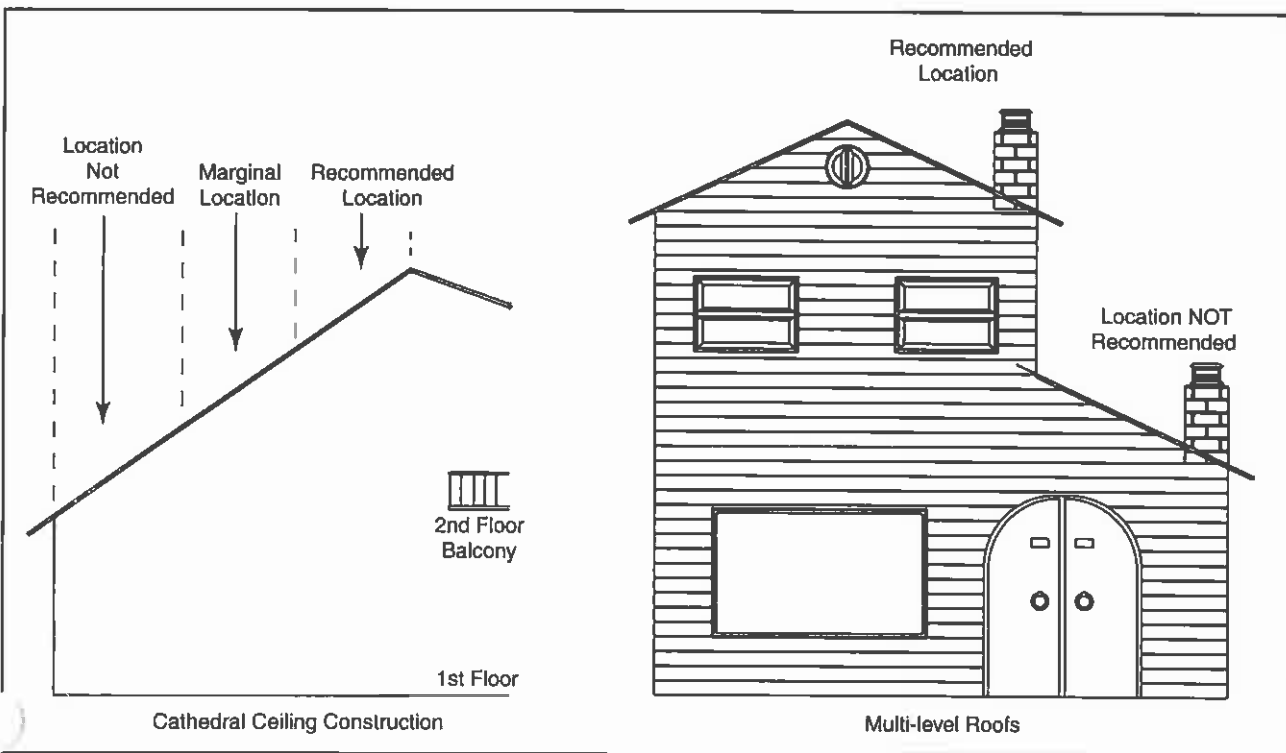 Location
Not
Recommended
Marginal
Location
Recommended
Location
2nd Floor
Balcony
1st Floor
Cathedral Ceiling Construction
Recommended
Location
Location NOT
Recommended
Multi-level Roofs